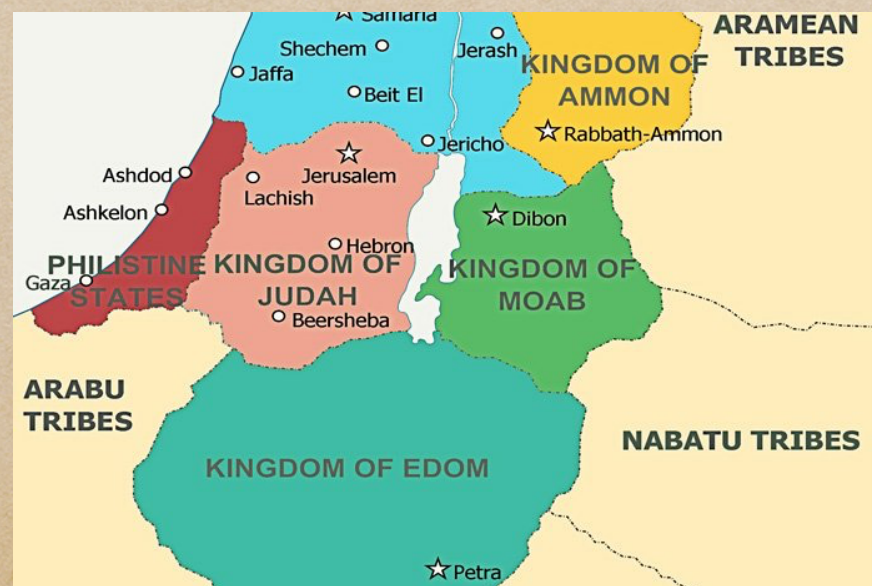 Samaria
Shechem
Jerash
ARAMEAN
TRIBES
Jaffa
KINGDOM OF
AMMON
Beit El
Rabbath-Ammon
Jericho
Jerusalem
Ashdod
Lachish
Ashkelon
Dibon
Hebron
PHILISTINE
STATES
Gaza
KINGDOM OF
JUDAH
KINGDOM OF
MOAB
Beersheba
ARABU
TRIBES
NABATU TRIBES
KINGDOM OF EDOM
Petra